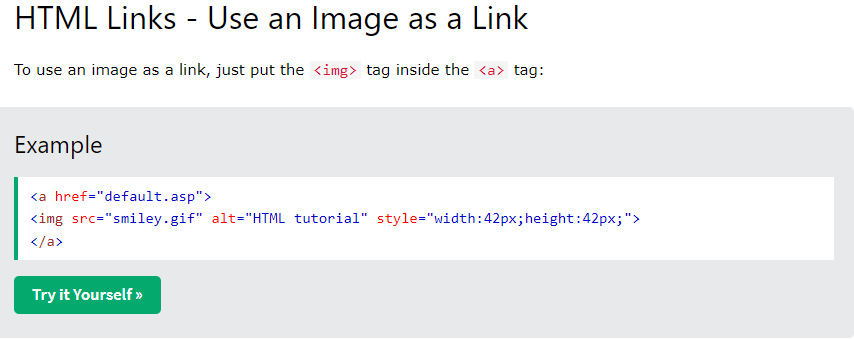 HTML Links - Use an Image as a Link
To use an image as a link, just put the <img> tag inside the <a> tag:
Example
<a href="default.asp">
<img src="smiley.gif" alt="HTML tutorial" style="width:42px;height:42px;">
</a>
Try it Yourself »